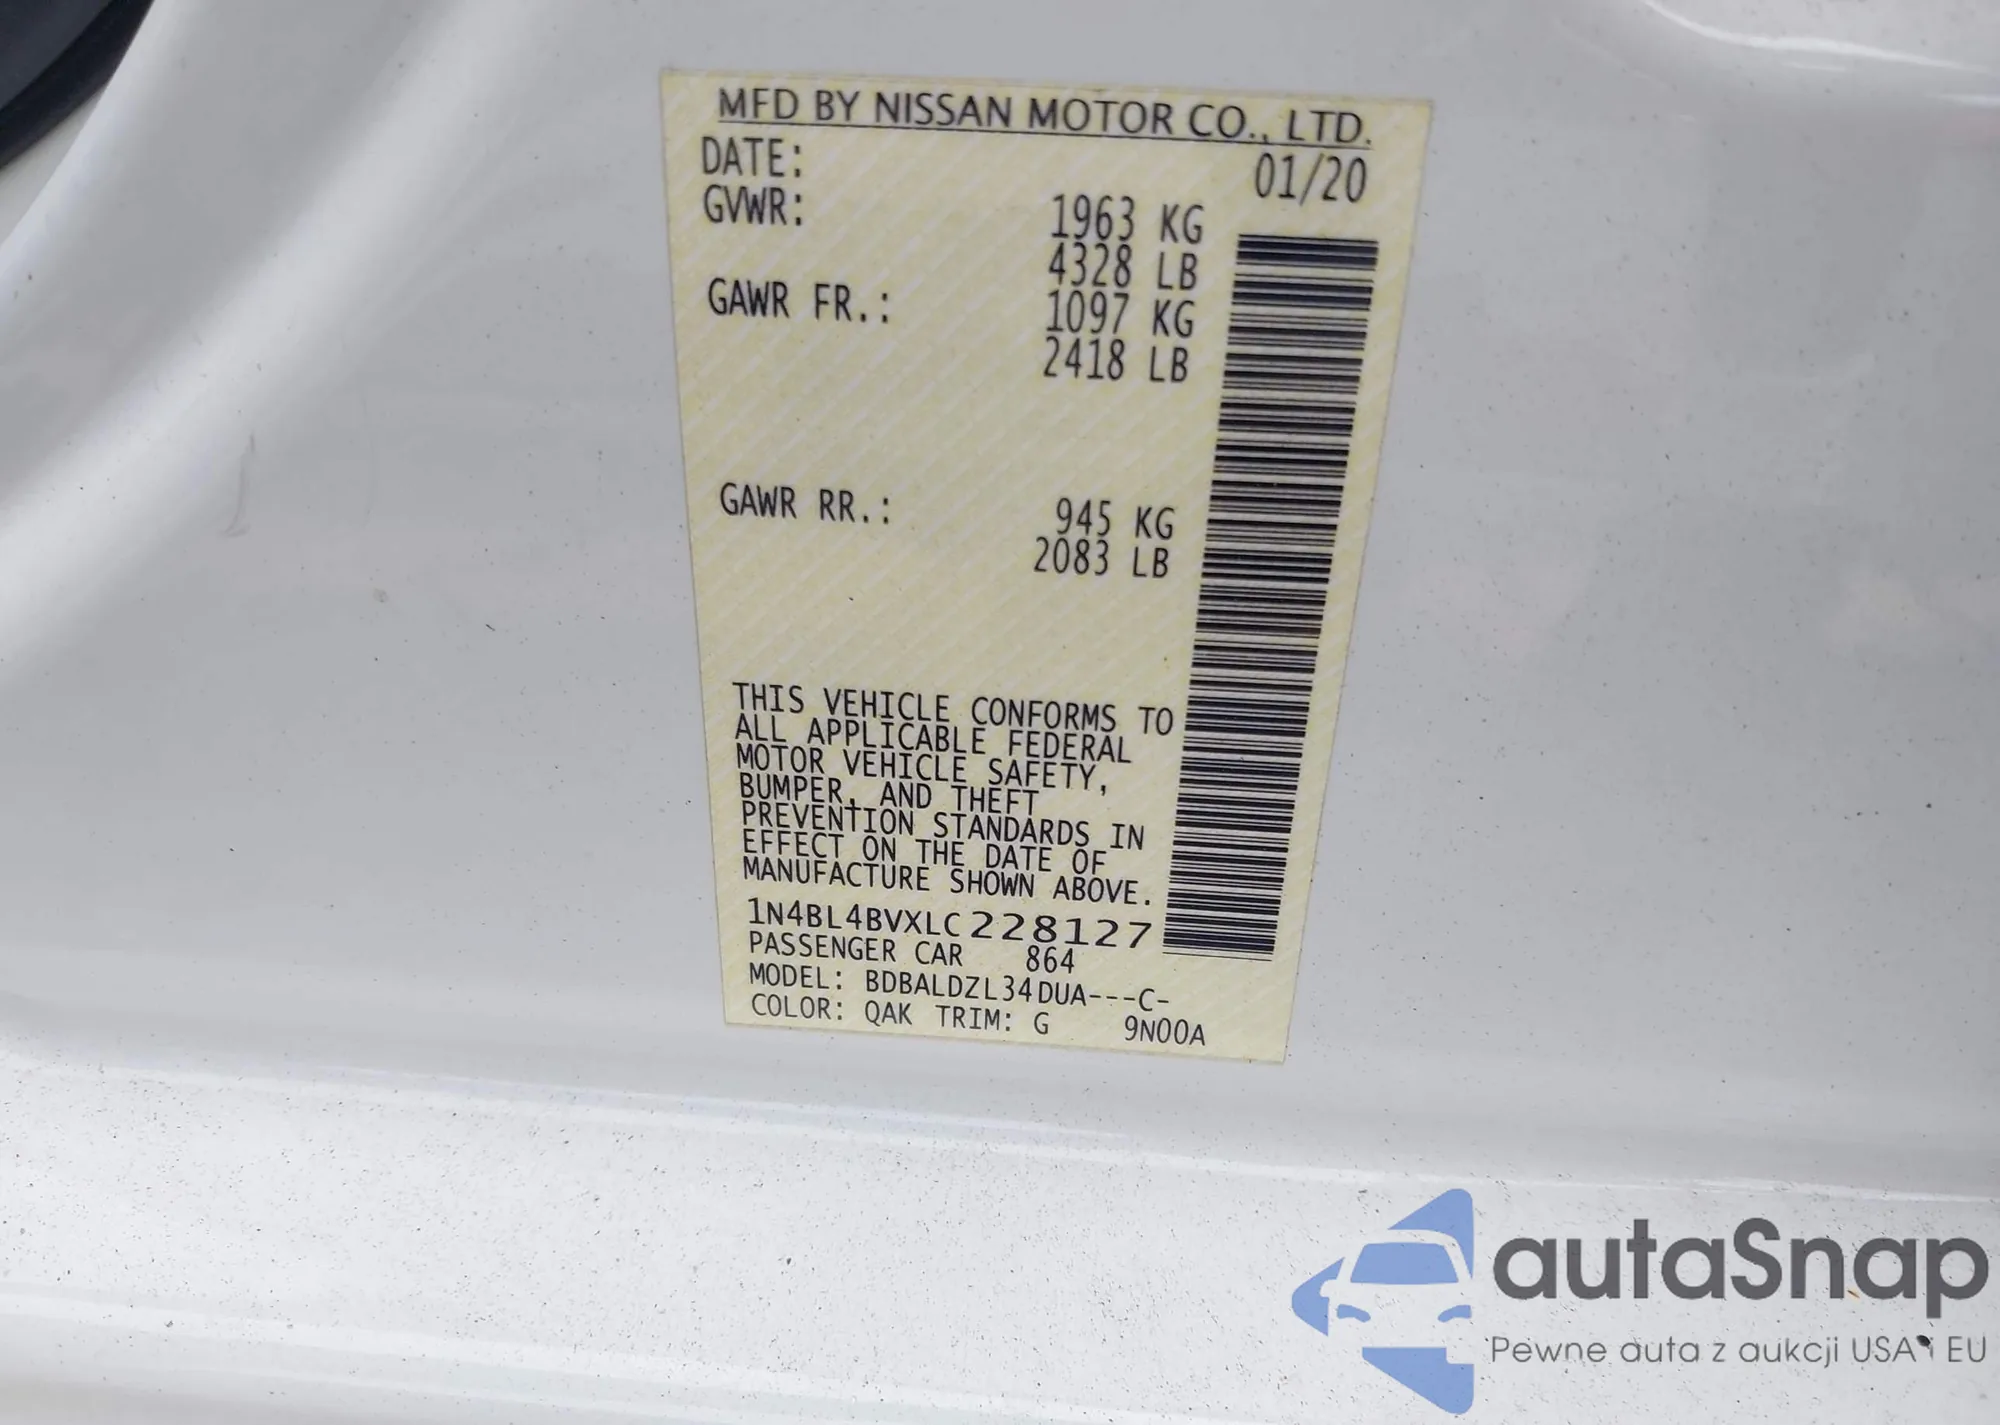 MFD BY NISSAN MOTOR CO., LTD.
DATE: 01/20
GVWR: 1963 KG
4328 LB
GAWR FR.: 1097 KG
2418 LB
GAWR RR.: 945 KG
2083 LB
THIS VEHICLE CONFORMS TO
ALL APPLICABLE FEDERAL
MOTOR VEHICLE SAFETY,
BUMPER, AND THEFT
PREVENTION STANDARDS IN
EFFECT ON THE DATE OF
MANUFACTURE SHOWN ABOVE.
1N4BL4BVXLC228127
PASSENGER CAR 864
MODEL: BDBALDZL34DUA---C-
COLOR: QAK TRIM: G 9N00A
autaSnap
Pewne auta z aukcji USA i EU